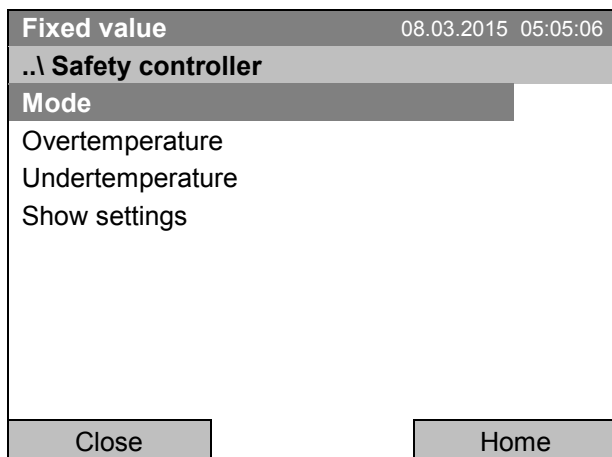 Fixed value 08.03.2015 05:05:06
..\ Safety controller
Mode
Overtemperature
Undertemperature
Show settings
Close Home